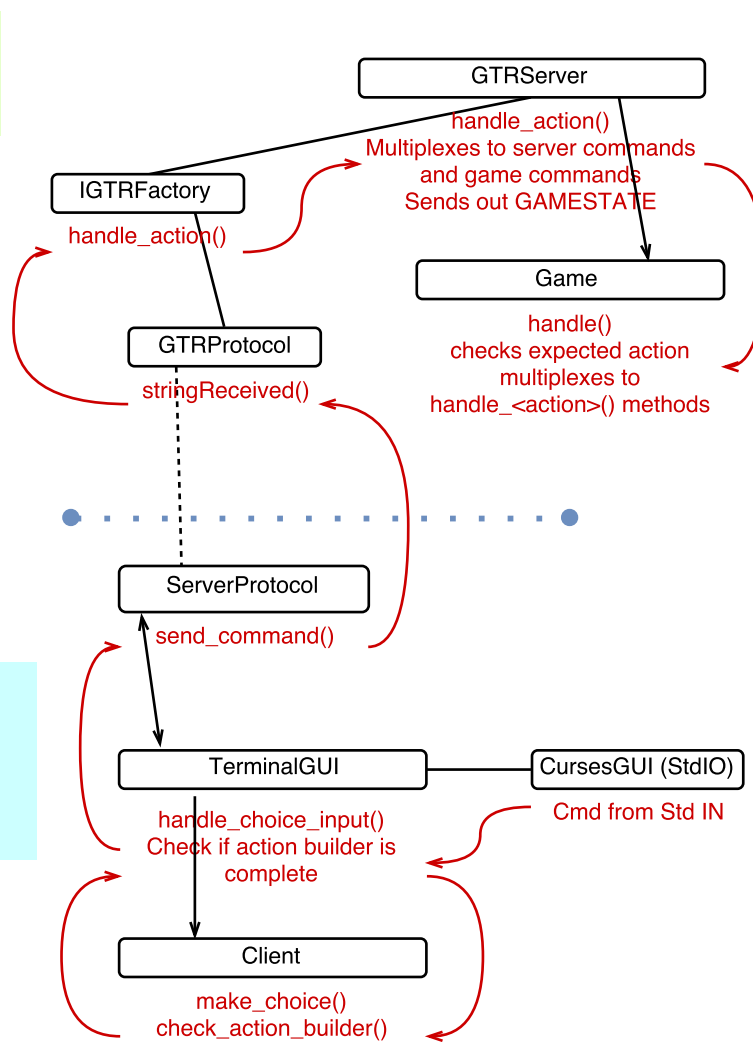 GTRServer
handle_action()
Multiplexes to server commands
and game commands
Sends out GAMESTATE
IGTRFactory
handle_action()
Game
handle()
checks expected action
multiplexes to
handle_<action>() methods
GTRProtocol
stringReceived()
ServerProtocol
send_command()
TerminalGUI
CursesGUI (StdIO)
handle_choice_input()
Check if action builder is
complete
Cmd from Std IN
Client
make_choice()
check_action_builder()